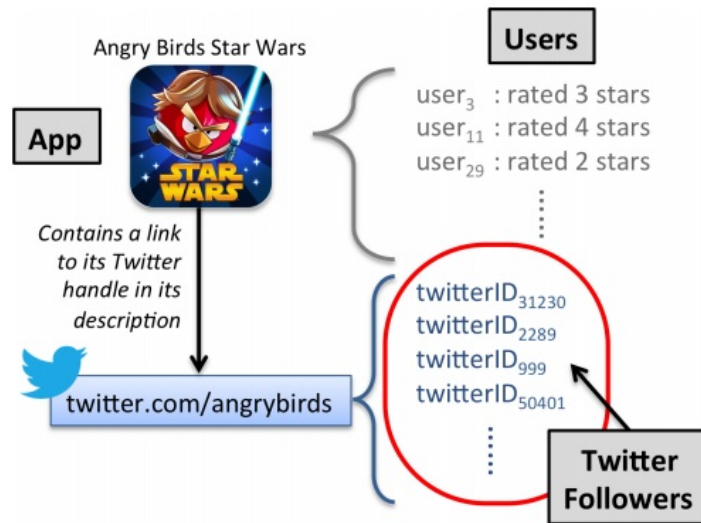 Angry Birds Star Wars
App
STAR
WARS
Contains a link
to its Twitter
handle in its
description
twitter.com/angrybirds
Users
user₃ : rated 3 stars
user₁₁ : rated 4 stars
user₂₉ : rated 2 stars
twitterID₃₁₂₃₀
twitterID₂₂₈₉
twitterID₉₉₉
twitterID₅₀₄₀₁
Twitter
Followers